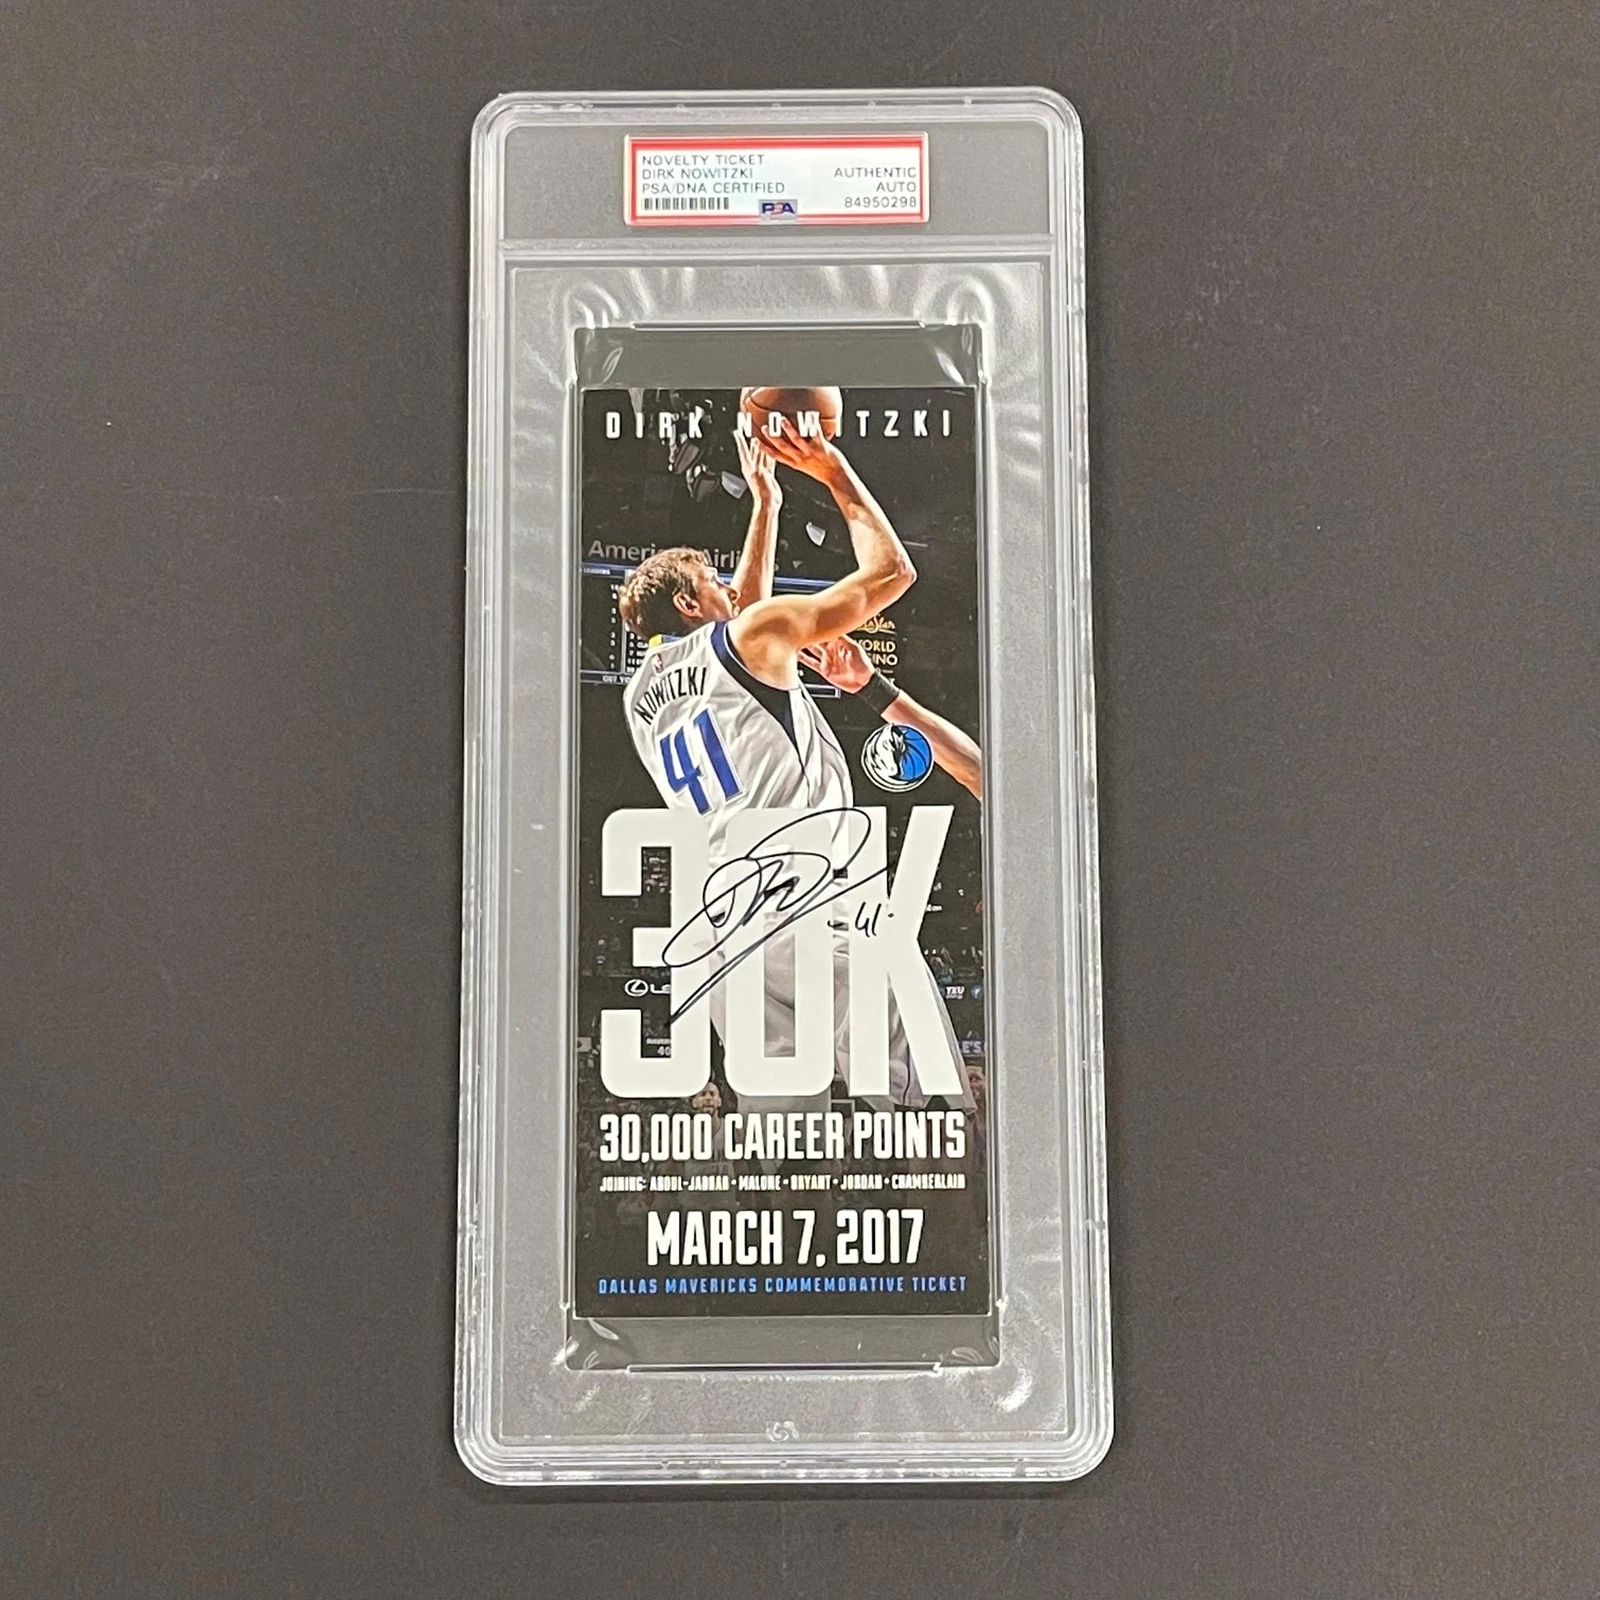 NOVELTY TICKET
DIRK NOWITZKI
PSA/DNA CERTIFIED
AUTHENTIC
AUTO
84950298
PSA
DIRK NOWITZKI
NOWITZKI
41
30K
-41
30,000 CAREER POINTS
JOINING: ABDUL-JABBAR • MALONE • BRYANT • JORDAN • CHAMBERLAIN
MARCH 7, 2017
DALLAS MAVERICKS COMMEMORATIVE TICKET